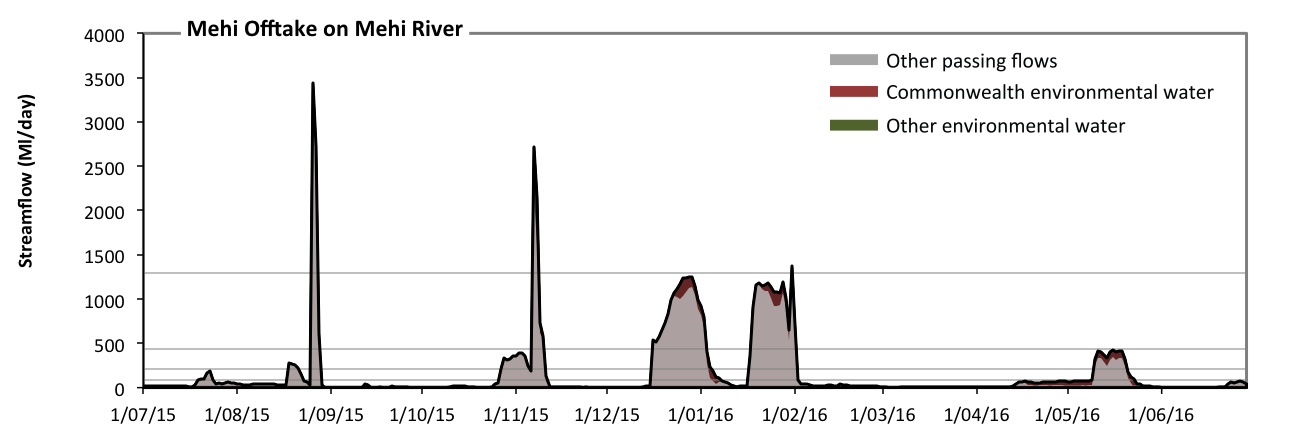 Mehi Offtake on Mehi River
Streamflow (Ml/day)
4000
3500
3000
2500
2000
1500
1000
500
0
Other passing flows
Commonwealth environmental water
Other environmental water
1/07/15 1/08/15 1/09/15 1/10/15 1/11/15 1/12/15 1/01/16 1/02/16 1/03/16 1/04/16 1/05/16 1/06/16